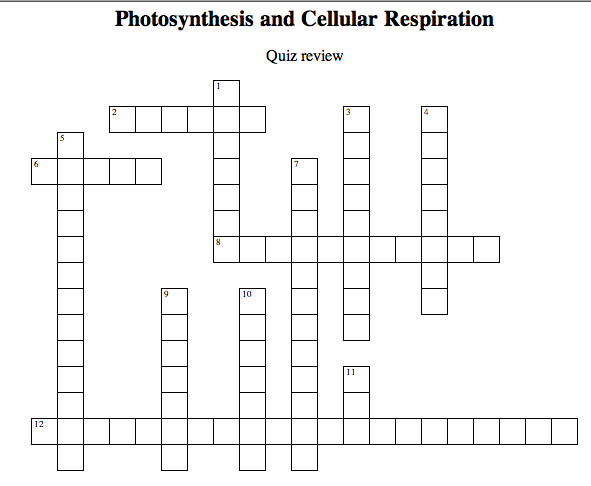 Photosynthesis and Cellular Respiration
Quiz review
1
2 3 4
5
6 7
8
9 10
11
12